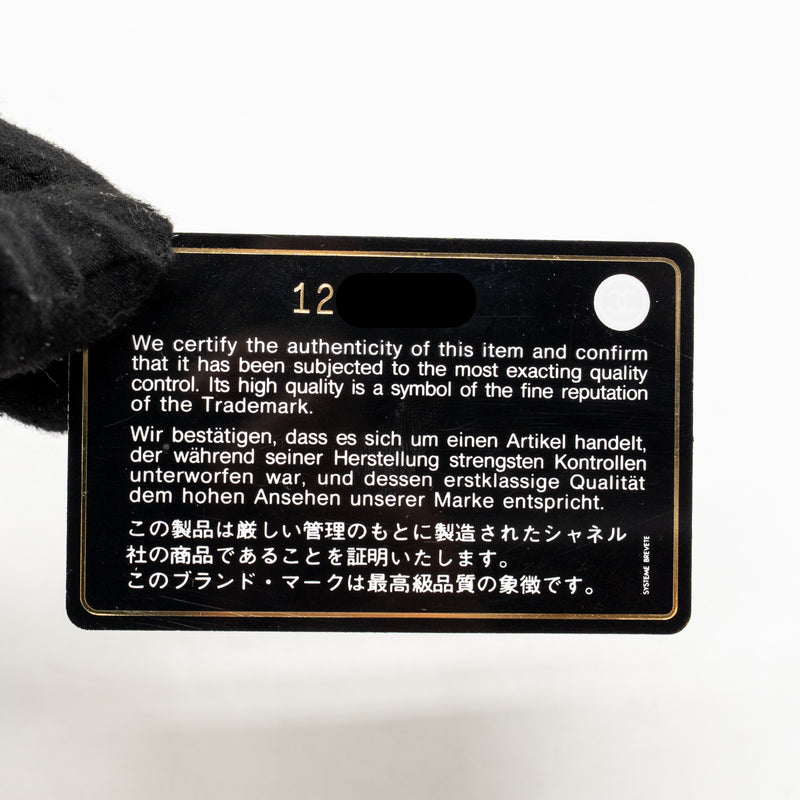 12
We certify the authenticity of this item and confirm
that it has been subjected to the most exacting quality
control. Its high quality is a symbol of the fine reputation
of the Trademark.
Wir bestätigen, dass es sich um einen Artikel handelt,
der während seiner Herstellung strengsten Kontrollen
unterworfen war, und dessen erstklassige Qualität
dem hohen Ansehen unserer Marke entspricht.
この製品は厳しい管理のもとに製造されたシャネル
社の商品であることを証明いたします。
このブランド・マークは最高級品質の象徴です。
SYSTEME BREVETE